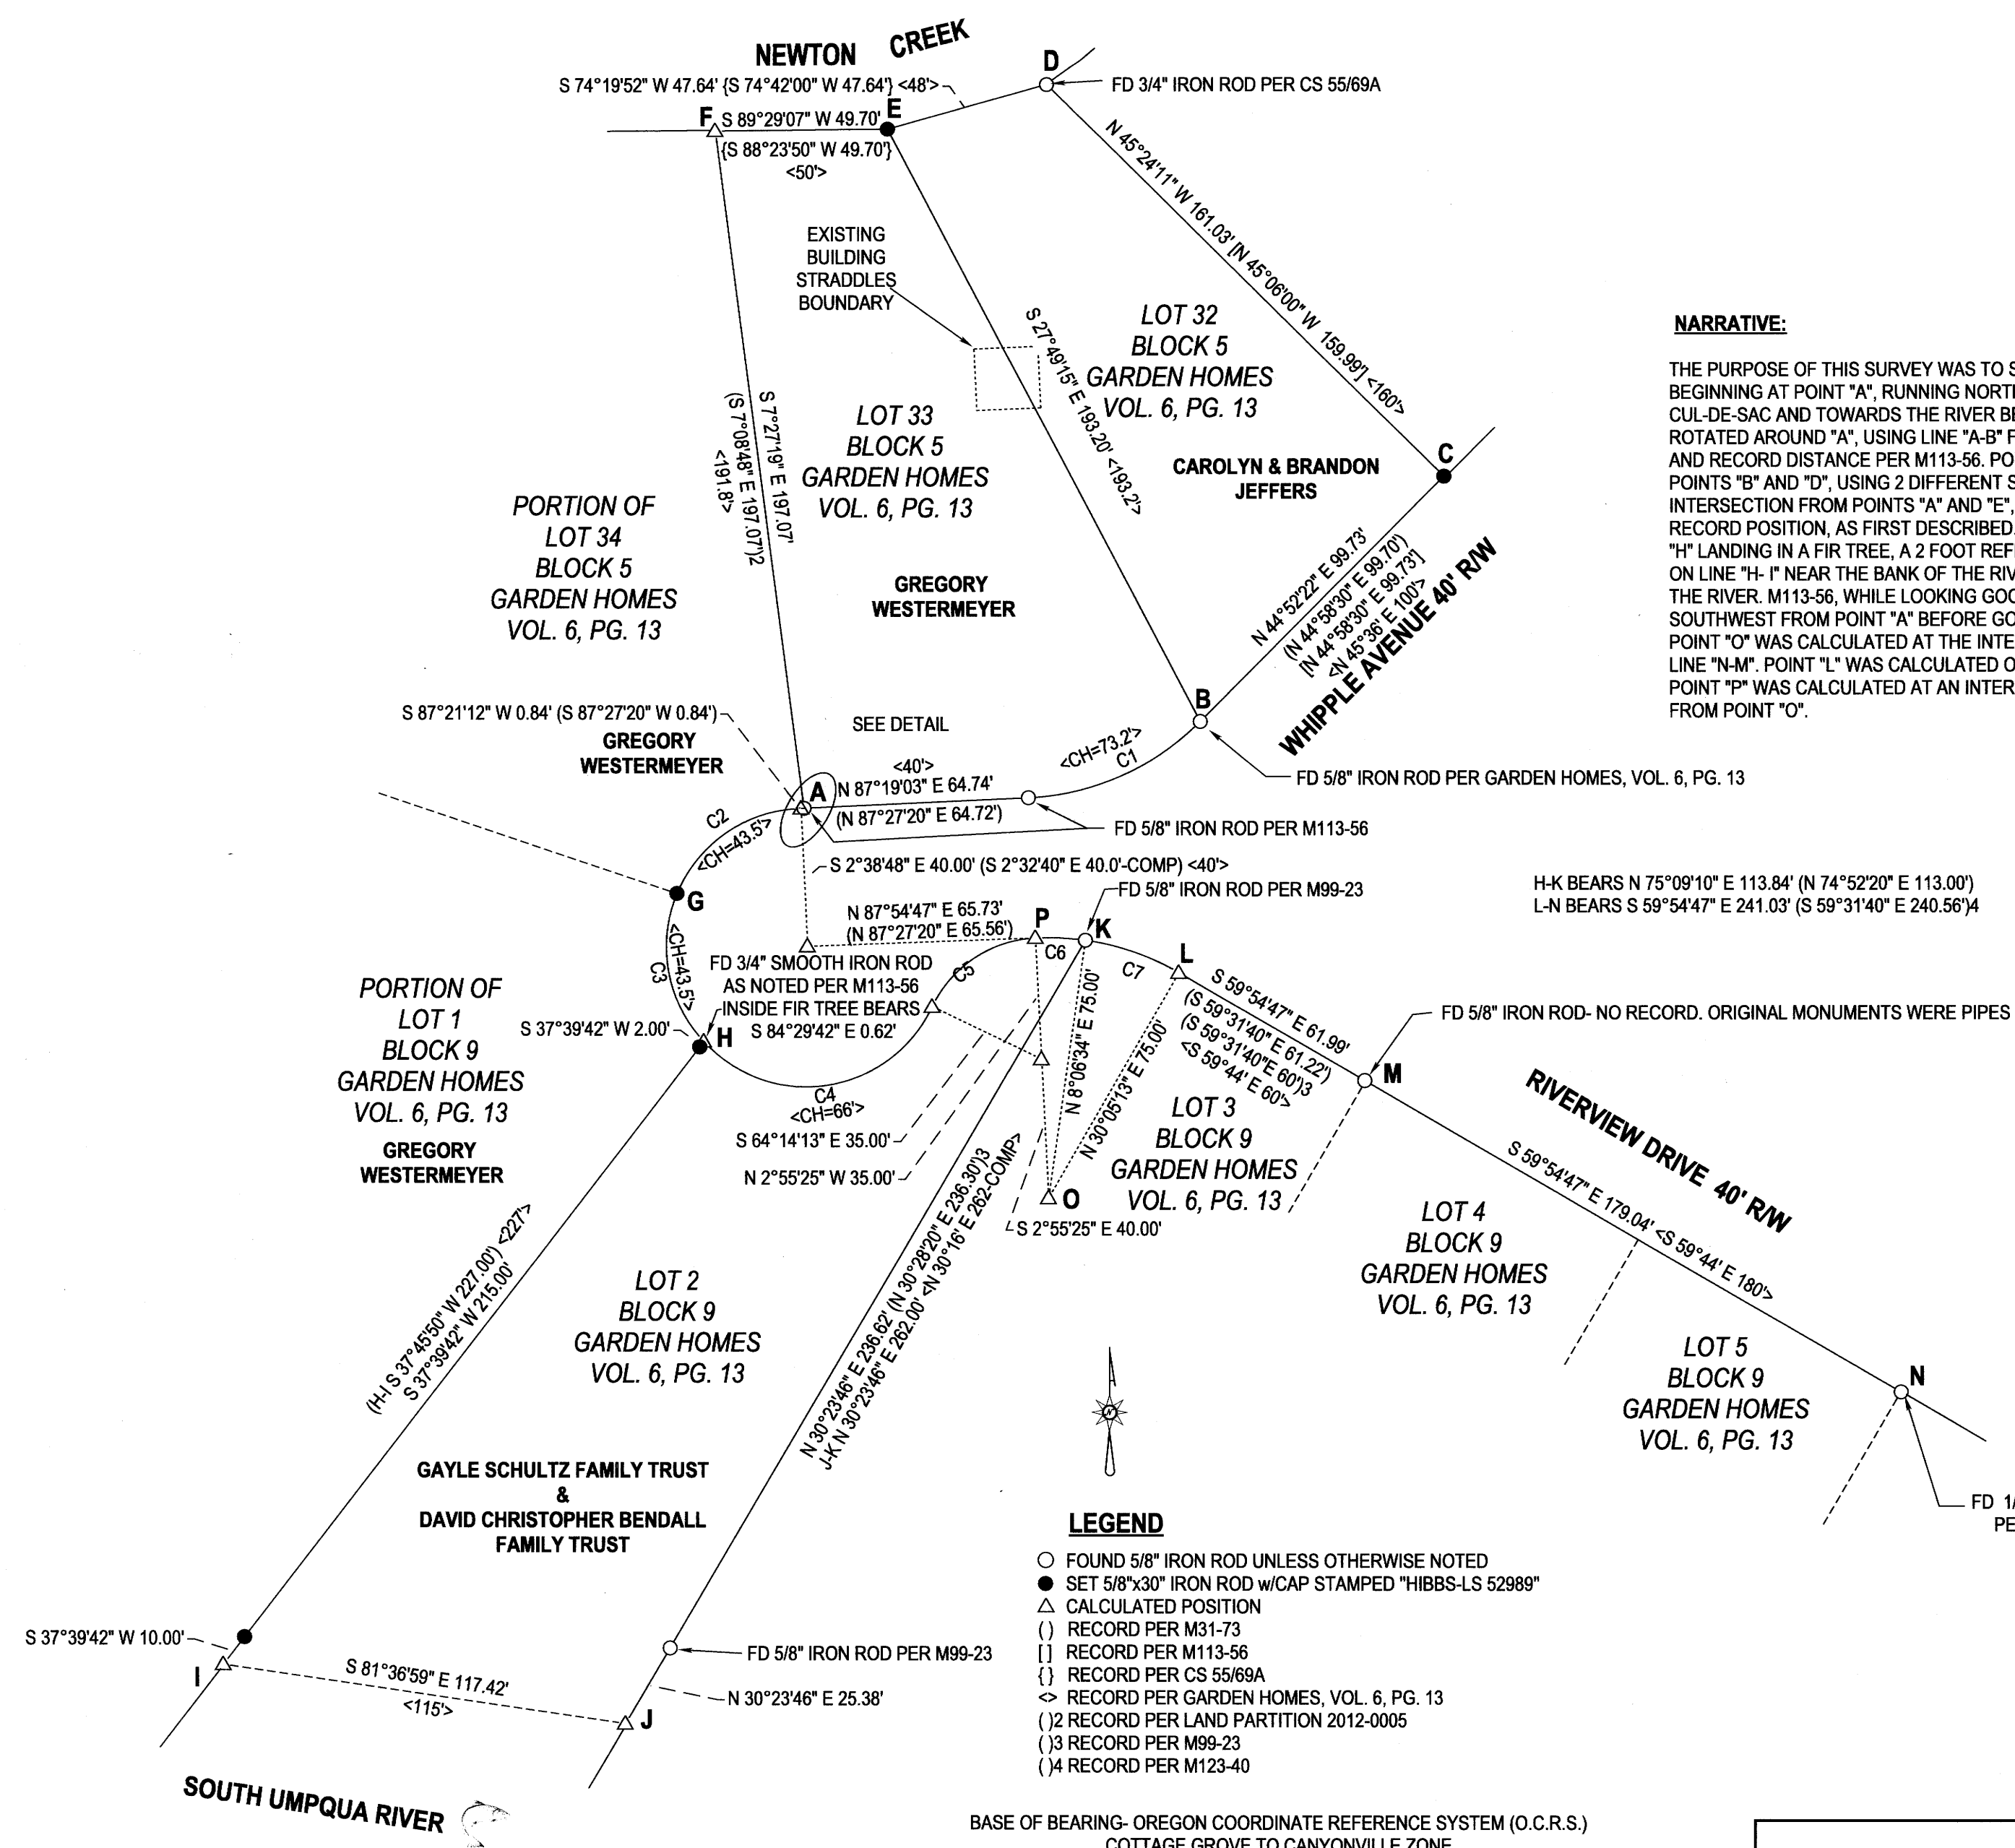 NEWTON CREEK
D
S 74°19'52" W 47.64' {S 74°42'00" W 47.64'} <48'>
FD 3/4" IRON ROD PER CS 55/69A
F
S 89°29'07" W 49.70'
E
{S 88°23'50" W 49.70'}
<50'>
N 45°24'11" W 161.03' [N 45°06'00" W 159.99'] <160'>
EXISTING
BUILDING
STRADDLES
BOUNDARY
S 27°49'15" E 193.20' <193.2'>
LOT 32
BLOCK 5
GARDEN HOMES
VOL. 6, PG. 13
S 7°27'19" E 197.07'
(S 7°08'48" E 197.07')2
<191.8'>
LOT 33
BLOCK 5
GARDEN HOMES
VOL. 6, PG. 13
CAROLYN & BRANDON
JEFFERS
C
PORTION OF
LOT 34
BLOCK 5
GARDEN HOMES
VOL. 6, PG. 13
GREGORY
WESTERMEYER
N 44°52'22" E 99.73'
(N 44°58'30" E 99.70')
[N 44°58'30" E 99.73']
<N 45°36' E 100'>
WHIPPLE AVENUE 40' R/W
NARRATIVE:
THE PURPOSE OF THIS SURVEY WAS TO S
BEGINNING AT POINT "A", RUNNING NORTH
CUL-DE-SAC AND TOWARDS THE RIVER BE
ROTATED AROUND "A", USING LINE "A-B" F
AND RECORD DISTANCE PER M113-56. PO
POINTS "B" AND "D", USING 2 DIFFERENT S
INTERSECTION FROM POINTS "A" AND "E",
RECORD POSITION, AS FIRST DESCRIBED.
"H" LANDING IN A FIR TREE, A 2 FOOT REF
ON LINE "H- I" NEAR THE BANK OF THE RIV
THE RIVER. M113-56, WHILE LOOKING GOO
SOUTHWEST FROM POINT "A" BEFORE GO
POINT "O" WAS CALCULATED AT THE INTE
LINE "N-M". POINT "L" WAS CALCULATED O
POINT "P" WAS CALCULATED AT AN INTER
FROM POINT "O".
B
S 87°21'12" W 0.84' (S 87°27'20" W 0.84')
GREGORY
WESTERMEYER
SEE DETAIL
<CH=73.2'>
C1
FD 5/8" IRON ROD PER GARDEN HOMES, VOL. 6, PG. 13
<40'>
A
N 87°19'03" E 64.74'
(N 87°27'20" E 64.72')
FD 5/8" IRON ROD PER M113-56
C2
<CH=43.5'>
S 2°38'48" E 40.00' (S 2°32'40" E 40.0'-COMP) <40'>
G
FD 5/8" IRON ROD PER M99-23
H-K BEARS N 75°09'10" E 113.84' (N 74°52'20" E 113.00')
L-N BEARS S 59°54'47" E 241.03' (S 59°31'40" E 240.56')4
N 87°54'47" E 65.73'
(N 87°27'20" E 65.56')
P
K
C6
C7
L
<CH=43.5'>
C3
C5
FD 3/4" SMOOTH IRON ROD
AS NOTED PER M113-56
INSIDE FIR TREE BEARS
S 84°29'42" E 0.62'
S 37°39'42" W 2.00'
H
PORTION OF
LOT 1
BLOCK 9
GARDEN HOMES
VOL. 6, PG. 13
GREGORY
WESTERMEYER
C4
<CH=66'>
S 64°14'13" E 35.00'
N 2°55'25" W 35.00'
N 8°06'34" E 75.00'
N 30°05'13" E 75.00'
O
S 2°55'25" E 40.00'
S 59°54'47" E 61.99'
(S 59°31'40" E 61.22')
(S 59°31'40"E 60')3
<S 59°44' E 60'>
FD 5/8" IRON ROD- NO RECORD. ORIGINAL MONUMENTS WERE PIPES
M
LOT 3
BLOCK 9
GARDEN HOMES
VOL. 6, PG. 13
RIVERVIEW DRIVE 40' R/W
S 59°54'47" E 179.04' <S 59°44' E 180'>
LOT 4
BLOCK 9
GARDEN HOMES
VOL. 6, PG. 13
LOT 5
BLOCK 9
GARDEN HOMES
VOL. 6, PG. 13
N
FD 1/
PE
(H-I S 37°45'50" W 227.00') <227'>
S 37°39'42" W 215.00'
LOT 2
BLOCK 9
GARDEN HOMES
VOL. 6, PG. 13
N 30°23'46" E 236.62' (N 30°28'20" E 236.30')3
J-K N 30°23'46" E 262.00' <N 30°16' E 262-COMP>
GAYLE SCHULTZ FAMILY TRUST
&
DAVID CHRISTOPHER BENDALL
FAMILY TRUST
S 37°39'42" W 10.00'
I
S 81°36'59" E 117.42'
<115'>
J
FD 5/8" IRON ROD PER M99-23
N 30°23'46" E 25.38'
SOUTH UMPQUA RIVER
N
LEGEND
FOUND 5/8" IRON ROD UNLESS OTHERWISE NOTED
SET 5/8"x30" IRON ROD w/CAP STAMPED "HIBBS-LS 52989"
CALCULATED POSITION
( ) RECORD PER M31-73
[ ] RECORD PER M113-56
{ } RECORD PER CS 55/69A
<> RECORD PER GARDEN HOMES, VOL. 6, PG. 13
( )2 RECORD PER LAND PARTITION 2012-0005
( )3 RECORD PER M99-23
( )4 RECORD PER M123-40
BASE OF BEARING- OREGON COORDINATE REFERENCE SYSTEM (O.C.R.S.)
COTTAGE GROVE TO CANYONVILLE ZONE